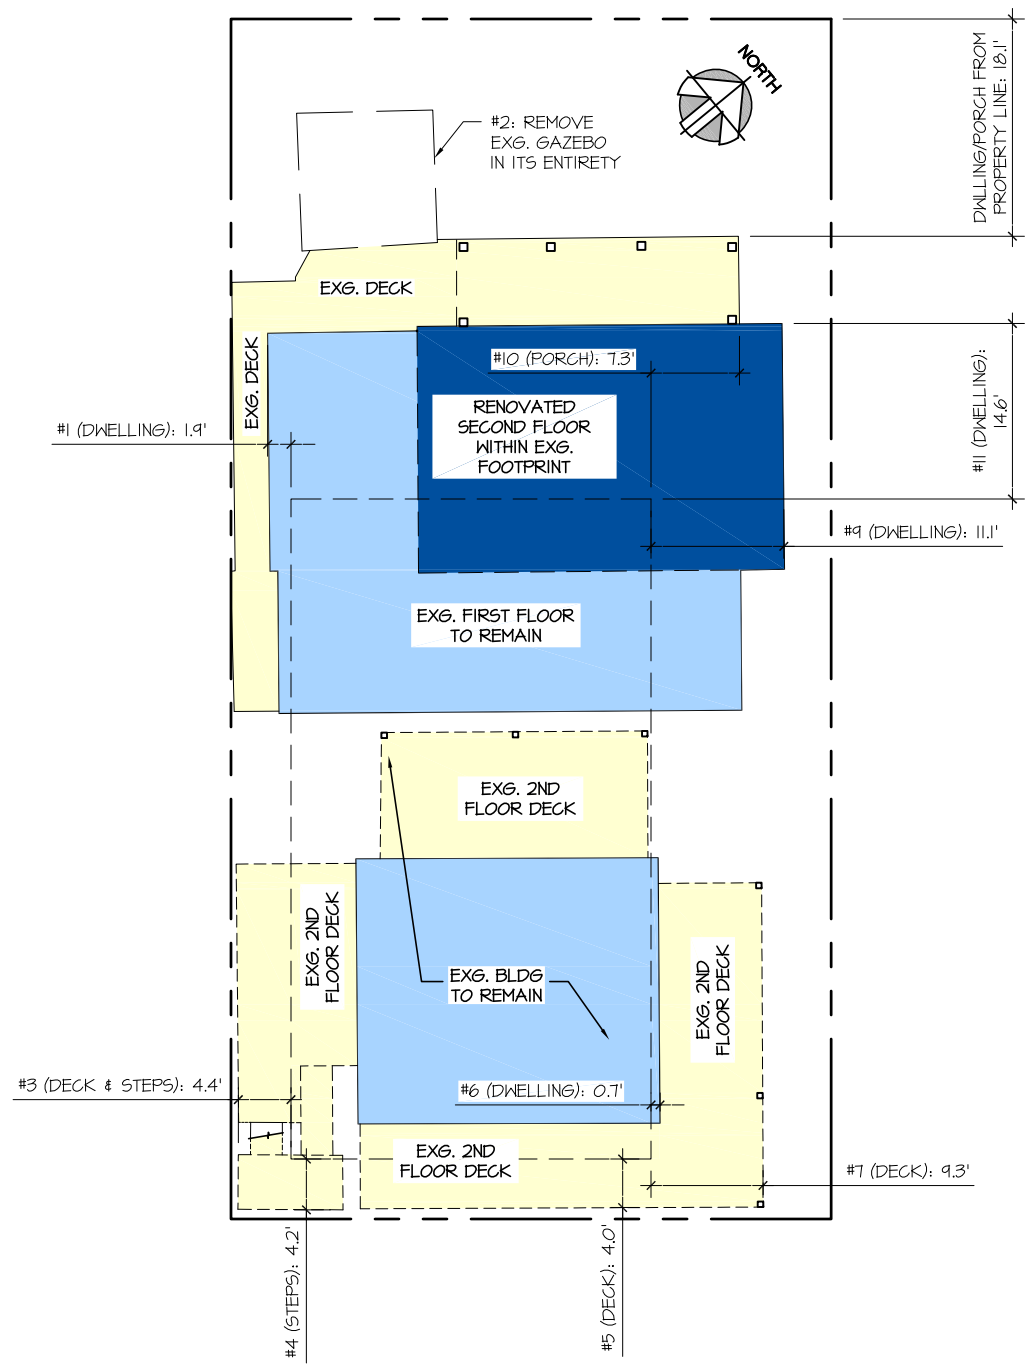 NORTH
DWLLING/PORCH FROM
PROPERTY LINE: 18.1'
#2: REMOVE
EXG. GAZEBO
IN ITS ENTIRETY
EXG. DECK
EXG. DECK
#10 (PORCH): 7.3'
RENOVATED
SECOND FLOOR
WITHIN EXG.
FOOTPRINT
#11 (DWELLING):
14.6'
#1 (DWELLING): 1.9'
#9 (DWELLING): 11.1'
EXG. FIRST FLOOR
TO REMAIN
EXG. 2ND
FLOOR DECK
EXG. 2ND
FLOOR DECK
EXG. BLDG
TO REMAIN
EXG. 2ND
FLOOR DECK
#3 (DECK & STEPS): 4.4'
#6 (DWELLING): 0.7'
EXG. 2ND
FLOOR DECK
#7 (DECK): 9.3'
#4 (STEPS): 4.2'
#5 (DECK): 4.0'